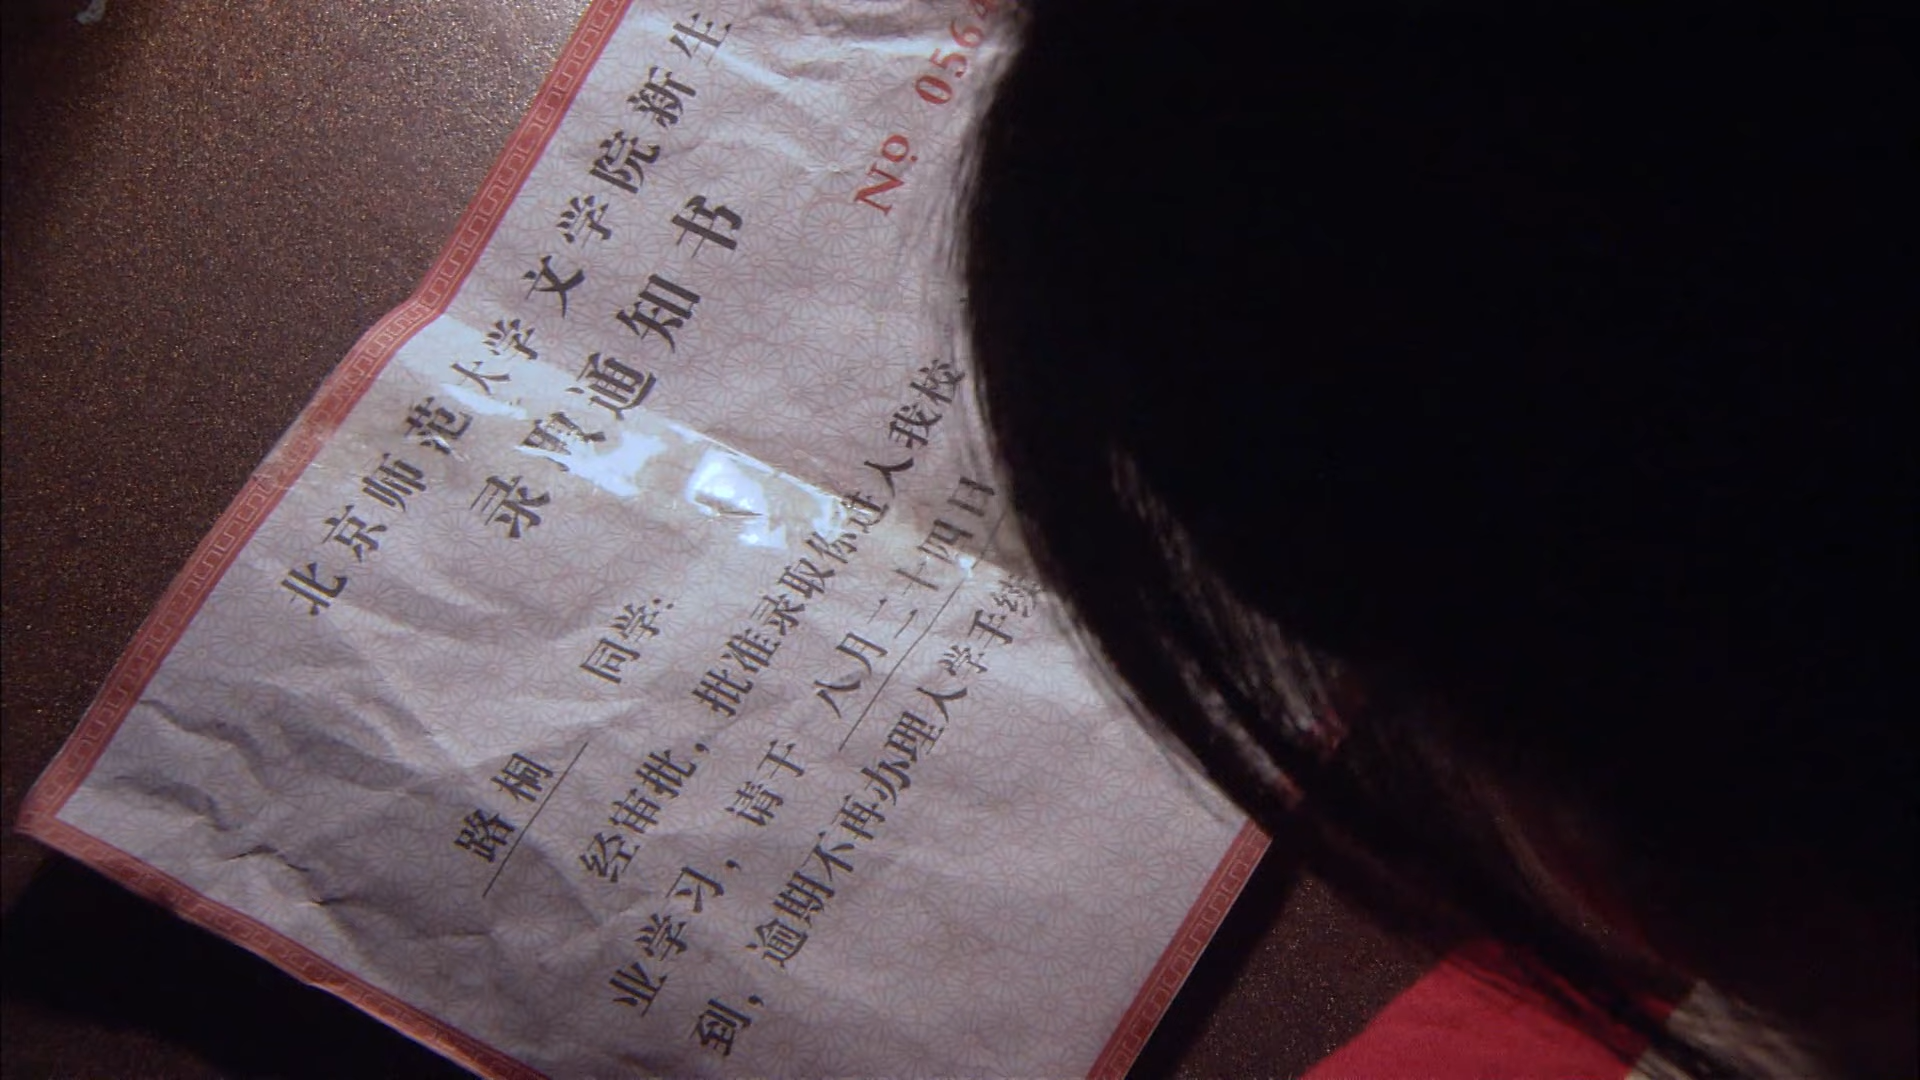 北京师范大学文学院新生
录取通知书
No 056
路桐 同学:
经审批，批准录取你进入我校
业学习，请于 八月二十四日
到，逾期不再办理入学手续